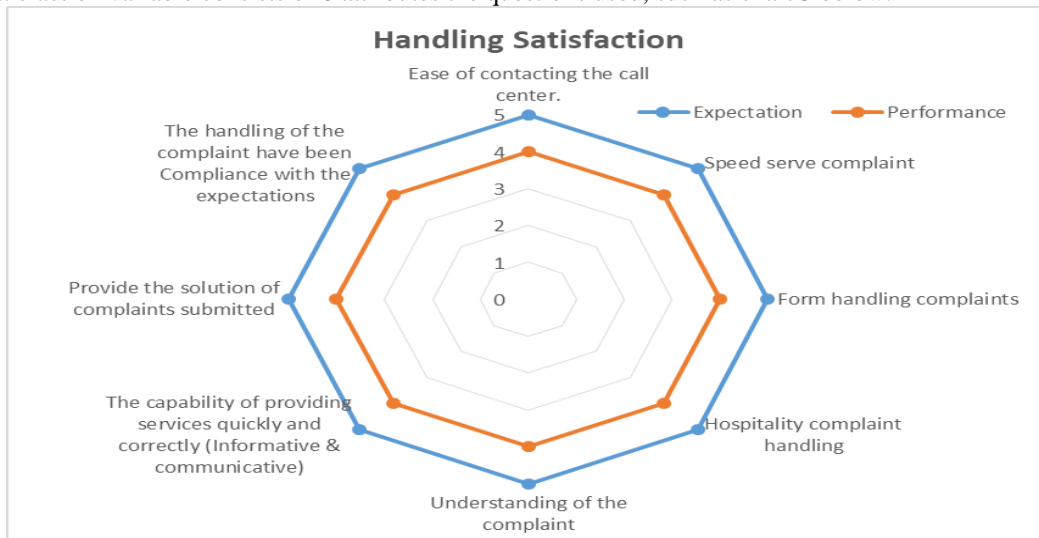 Handling Satisfaction
Ease of contacting the call
center.
Expectation
Performance
5
4
3
2
1
0
Speed serve complaint
Form handling complaints
Hospitality complaint
handling
Understanding of the
complaint
The capability of providing
services quickly and
correctly (Informative &
communicative)
Provide the solution of
complaints submitted
The handling of the
complaint have been
Compliance with the
expectations